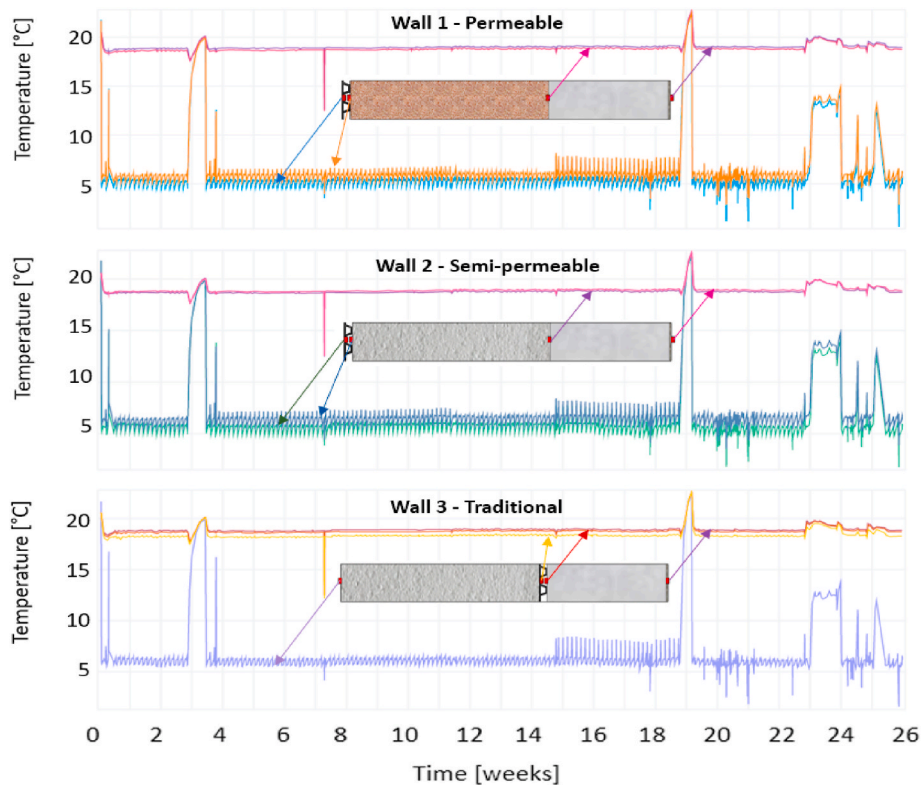 Wall 1 - Permeable
Temperature [°C]
20
15
10
5
Wall 2 - Semi-permeable
Temperature [°C]
20
15
10
5
Wall 3 - Traditional
Temperature [°C]
20
15
10
5
0 2 4 6 8 10 12 14 16 18 20 22 24 26
Time [weeks]